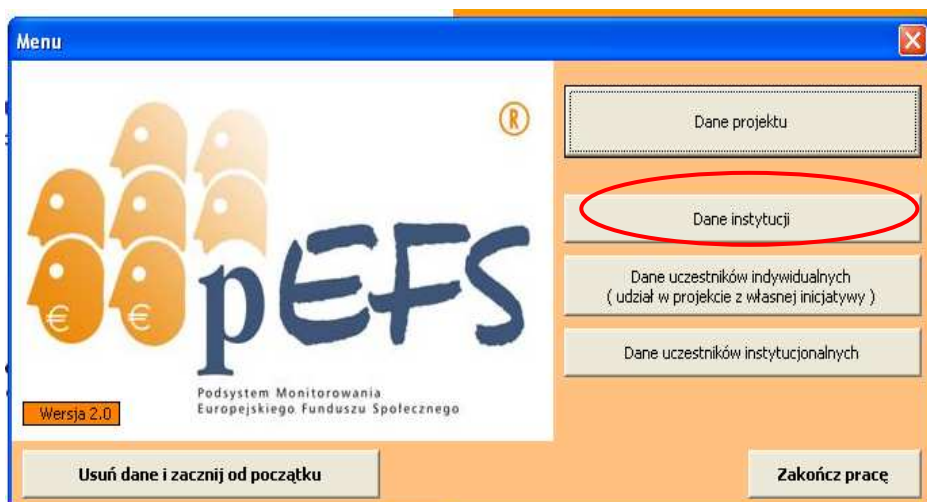 Menu
®
Dane projektu
Dane instytucji
Dane uczestników indywidualnych
( udział w projekcie z własnej inicjatywy )
Dane uczestników instytucjonalnych
€ €
pEFS
Podsystem Monitorowania
Europejskiego Funduszu Społecznego
Wersja 2.0
Usuń dane i zacznij od początku
Zakończ pracę